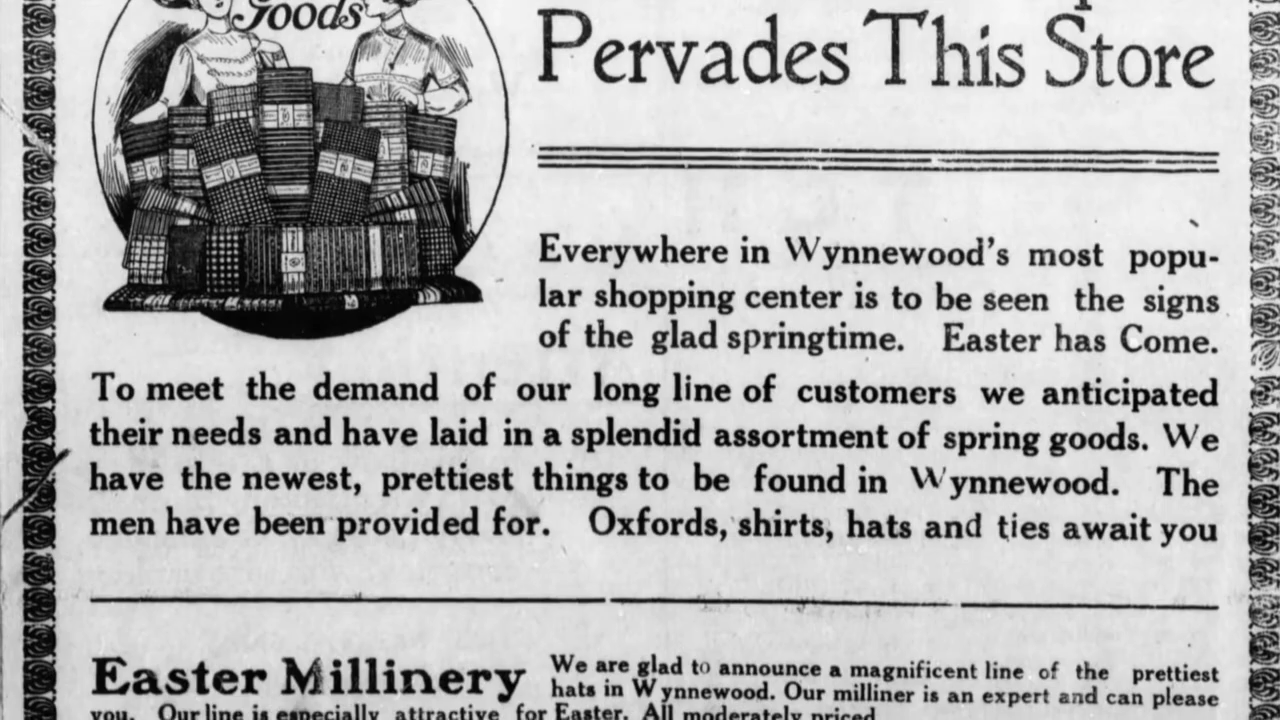 Goods
Pervades This Store
Everywhere in Wynnewood's most popu-
lar shopping center is to be seen the signs
of the glad springtime. Easter has Come.
To meet the demand of our long line of customers we anticipated
their needs and have laid in a splendid assortment of spring goods. We
have the newest, prettiest things to be found in Wynnewood. The
men have been provided for. Oxfords, shirts, hats and ties await you
Easter Millinery
We are glad to announce a magnificent line of the prettiest
hats in Wynnewood. Our milliner is an expert and can please
you. Our line is especially attractive for Easter. All moderately priced